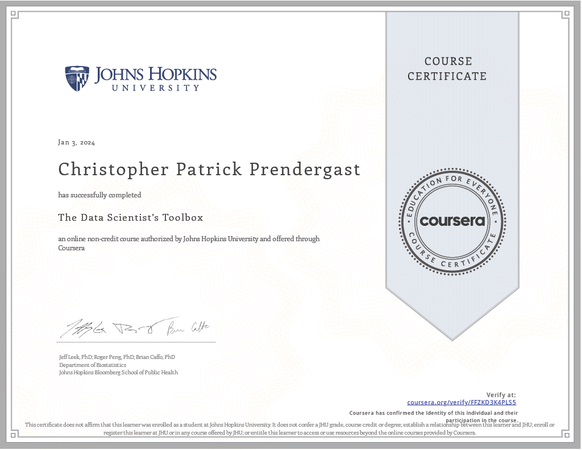 JOHNS HOPKINS
UNIVERSITY
COURSE
CERTIFICATE
Jan 3, 2024
Christopher Patrick Prendergast
has successfully completed
The Data Scientist's Toolbox
an online non-credit course authorized by Johns Hopkins University and offered through
Coursera
EDUCATION FOR EVERYONE
coursera
COURSE CERTIFICATE
Jeff Leek, PhD; Roger Peng, PhD; Brian Caffo, PhD
Department of Biostatistics
Johns Hopkins Bloomberg School of Public Health
Verify at:
coursera.org/verify/FFZKD3K4PLS5
Coursera has confirmed the identity of this individual and their
participation in the course.
This certificate does not affirm that this learner was enrolled as a student at Johns Hopkins University. It does not confer a JHU grade, course credit or degree, establish a relationship between this learner and JHU, enroll or
register this learner at JHU or in any course offered by JHU, or entitle this learner to access or use resources beyond the online courses provided by Coursera.